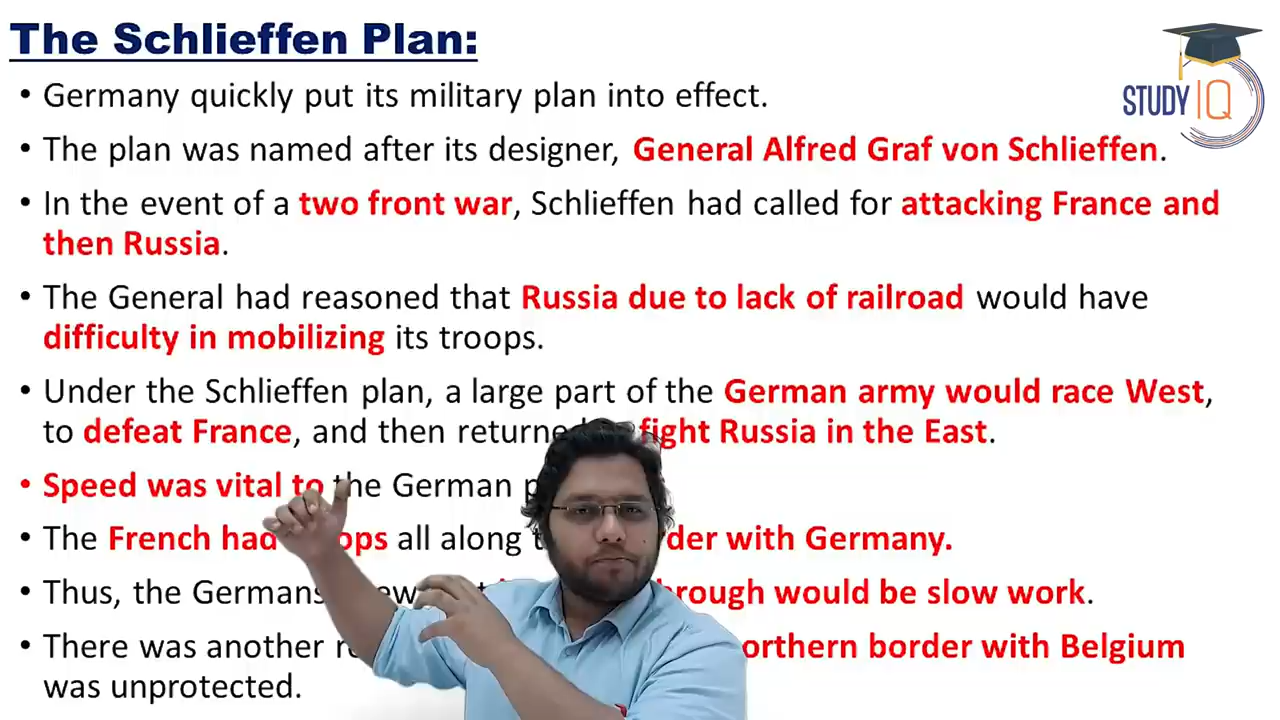 The Schlieffen Plan:
STUDY IQ
• Germany quickly put its military plan into effect.
• The plan was named after its designer, General Alfred Graf von Schlieffen.
• In the event of a two front war, Schlieffen had called for attacking France and
then Russia.
• The General had reasoned that Russia due to lack of railroad would have
difficulty in mobilizing its troops.
• Under the Schlieffen plan, a large part of the German army would race West,
to defeat France, and then returned fight Russia in the East.
• Speed was vital to the German
• The French had all along with Germany.
• Thus, the Germans would be slow work.
• There was another border with Belgium
was unprotected.